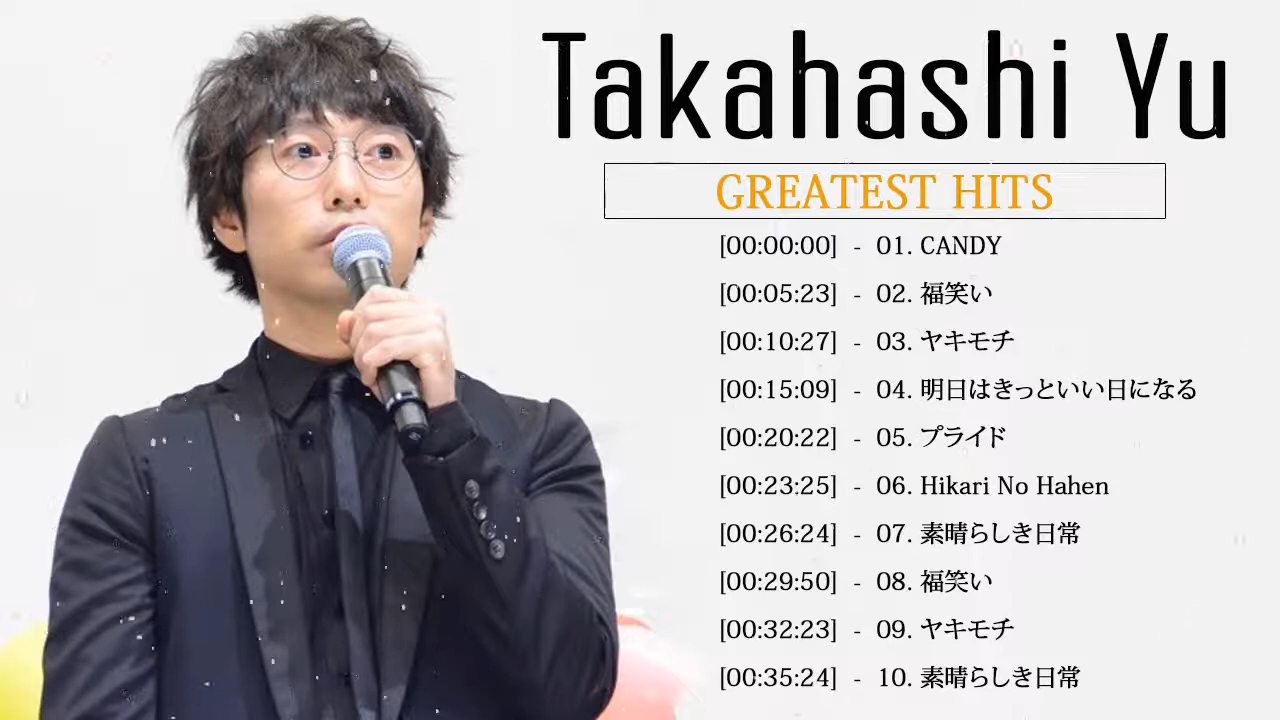 Takahashi Yu
GREATEST HITS
[00:00:00] - 01. CANDY
[00:05:23] - 02. 福笑い
[00:10:27] - 03. ヤキモチ
[00:15:09] - 04. 明日はきっといい日になる
[00:20:22] - 05. プライド
[00:23:25] - 06. Hikari No Hahen
[00:26:24] - 07. 素晴らしき日常
[00:29:50] - 08. 福笑い
[00:32:23] - 09. ヤキモチ
[00:35:24] - 10. 素晴らしき日常